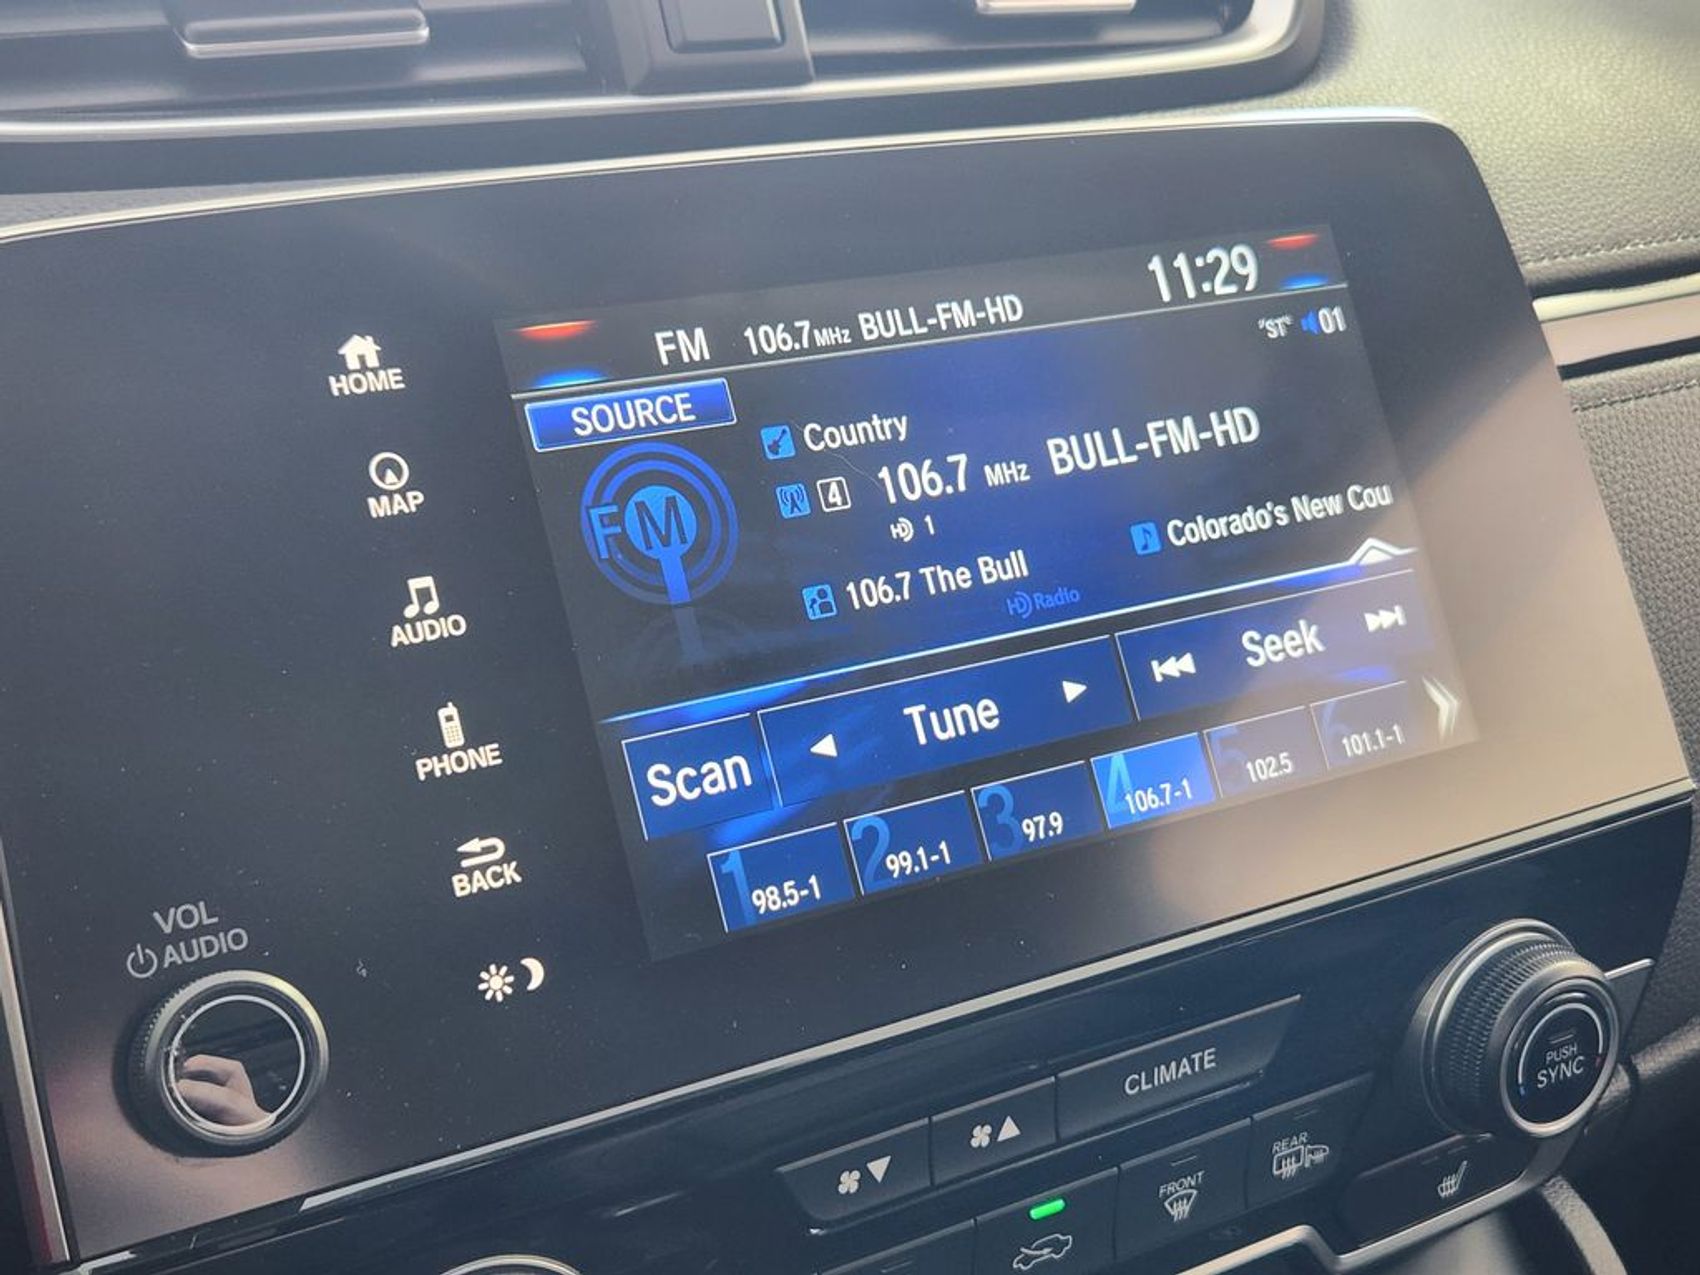 FM 106.7MHz BULL-FM-HD 11:29
"ST" 01
SOURCE
FM
Country
4 106.7 MHz BULL-FM-HD
HD 1
106.7 The Bull
Colorado's New Cou
HD Radio
Scan
Tune
Seek
1 98.5-1
2 99.1-1
3 97.9
4 106.7-1
5 102.5
6 101.1-1
HOME
MAP
AUDIO
PHONE
BACK
VOL
AUDIO
CLIMATE
PUSH
SYNC
FRONT
REAR